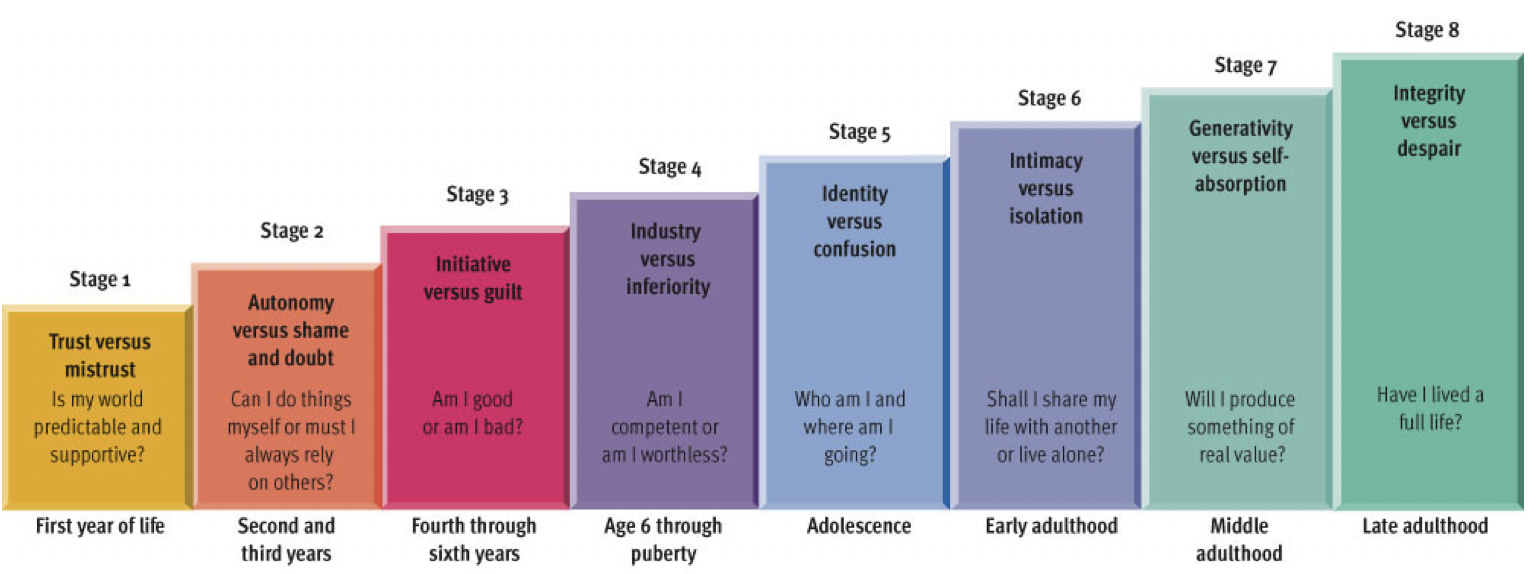 Stage 1
Trust versus
mistrust
Is my world
predictable and
supportive?
First year of life
Stage 2
Autonomy
versus shame
and doubt
Can I do things
myself or must I
always rely
on others?
Second and
third years
Stage 3
Initiative
versus guilt
Am I good
or am I bad?
Fourth through
sixth years
Stage 4
Industry
versus
inferiority
Am I
competent or
am I worthless?
Age 6 through
puberty
Stage 5
Identity
versus
confusion
Who am I and
where am I
going?
Adolescence
Stage 6
Intimacy
versus
isolation
Shall I share my
life with another
or live alone?
Early adulthood
Stage 7
Generativity
versus self-
absorption
Will I produce
something of
real value?
Middle
adulthood
Stage 8
Integrity
versus
despair
Have I lived a
full life?
Late adulthood